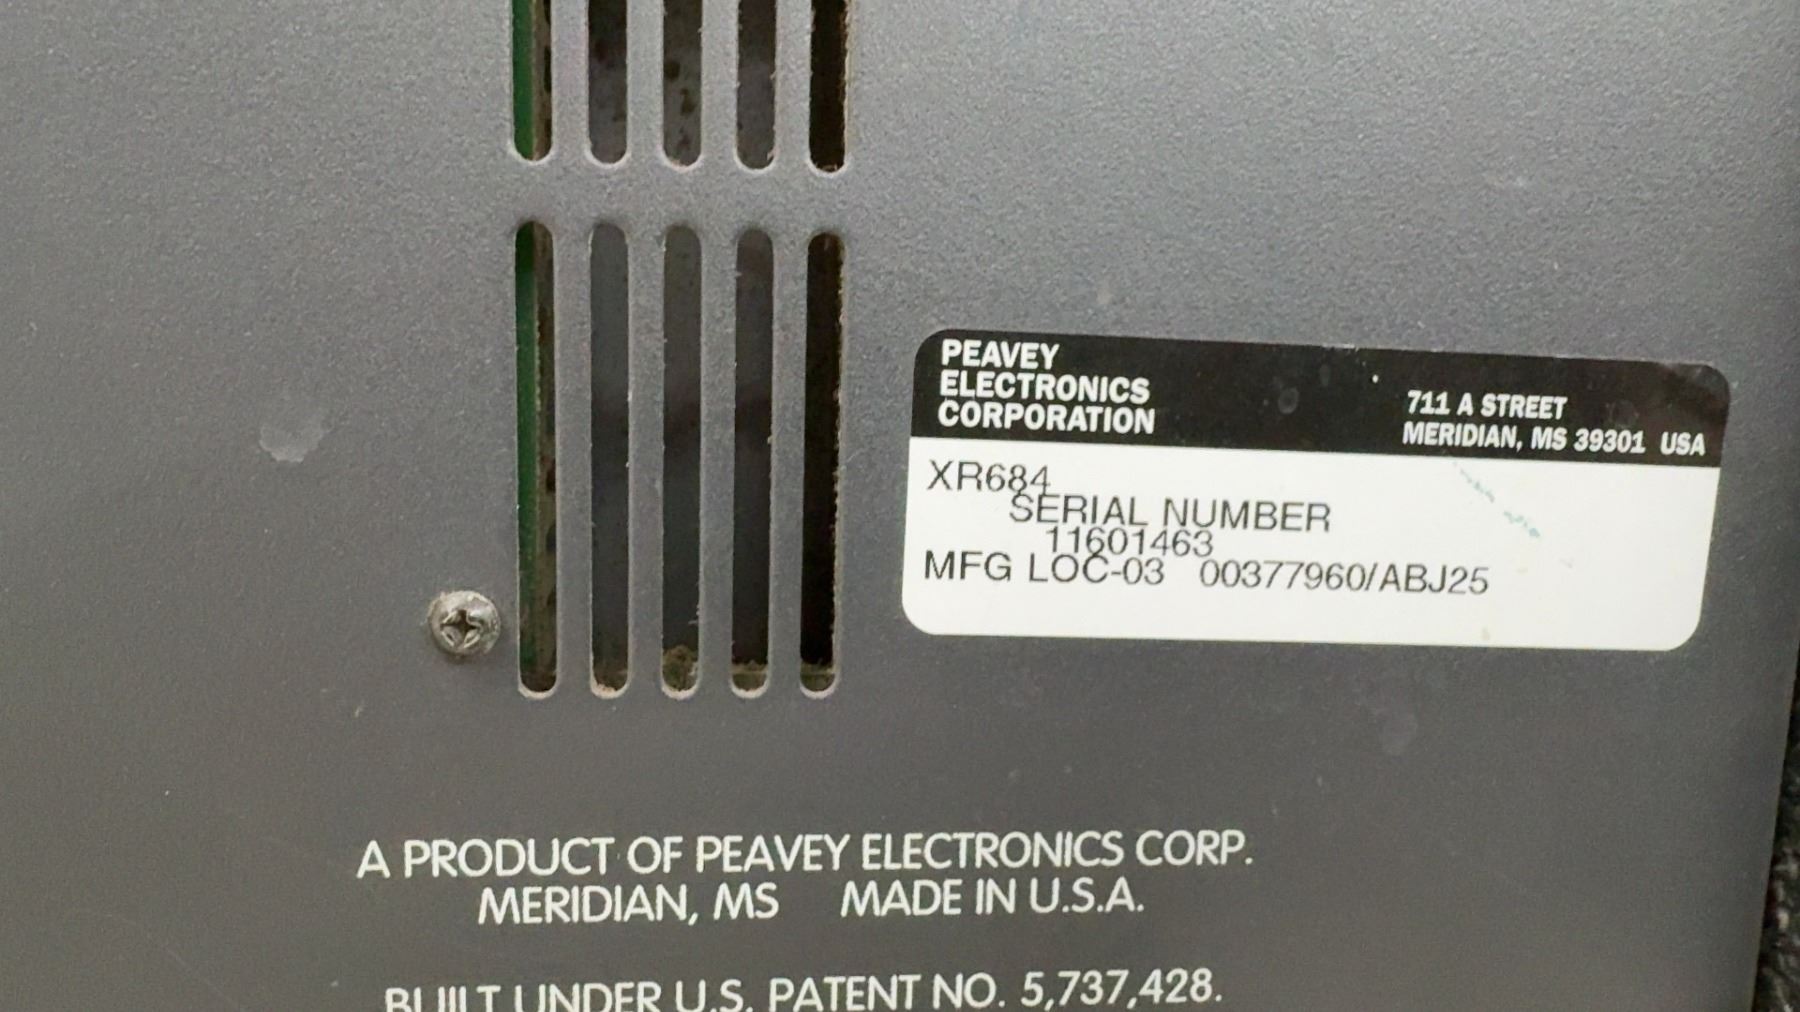 PEAVEY
ELECTRONICS
CORPORATION
711 A STREET
MERIDIAN, MS 39301 USA
XR684
SERIAL NUMBER
11601463
MFG LOC-03 00377960/ABJ25
A PRODUCT OF PEAVEY ELECTRONICS CORP.
MERIDIAN, MS MADE IN U.S.A.
BUILT UNDER U.S. PATENT NO. 5,737,428.